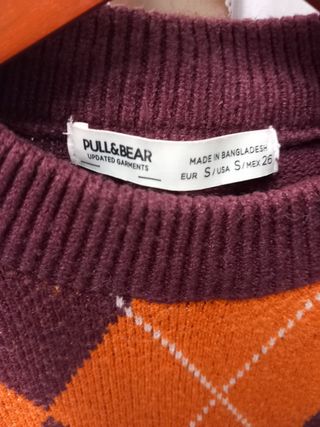 PULL&BEAR
UPDATED GARMENTS
MADE IN BANGLADESH
EUR S/USA S/MEX 26